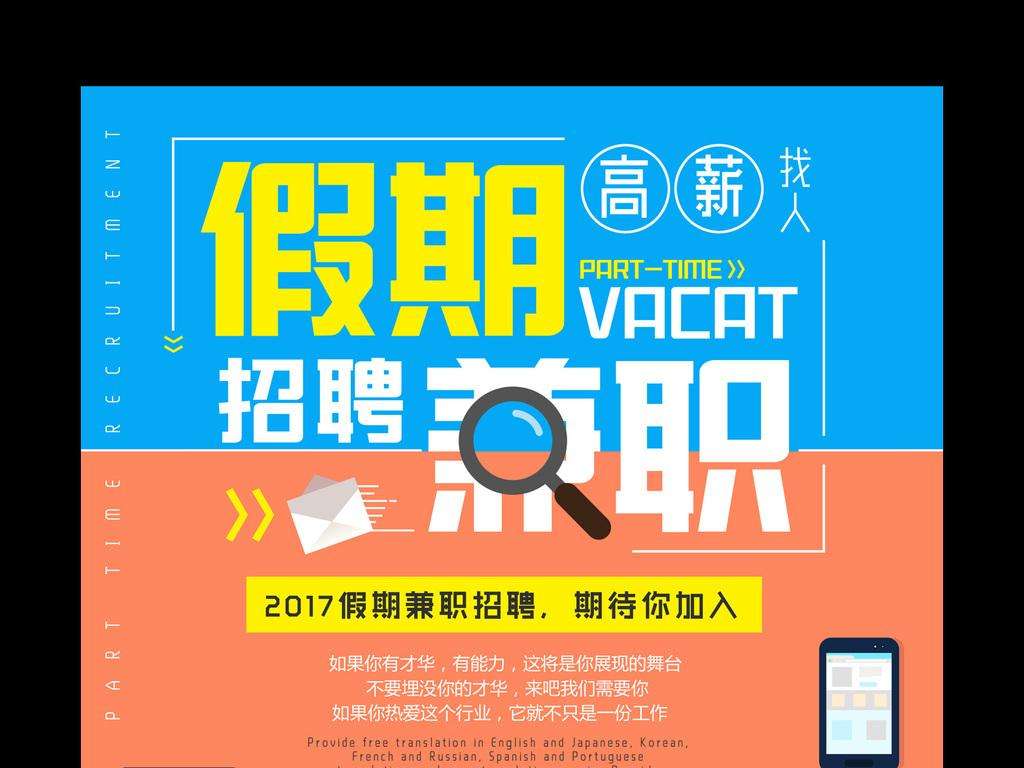 PART TIME RECRUITMENT
假期
高薪
找人
PART-TIME
VACAT
招聘
兼职
2017假期兼职招聘，期待你加入
如果你有才华，有能力，这将是你展现的舞台
不要埋没你的才华，来吧我们需要你
如果你热爱这个行业，它就不只是一份工作
Provide free translation in English and Japanese, Korean,
French and Russian, Spanish and Portuguese